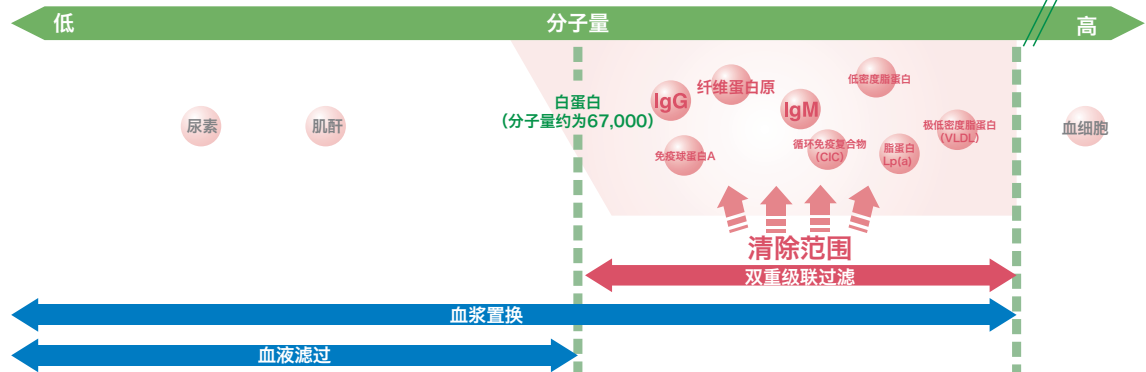 低
分子量
高
尿素
肌酐
白蛋白
(分子量约为67,000)
IgG
纤维蛋白原
IgM
低密度脂蛋白
免疫球蛋白A
循环免疫复合物
(CIC)
脂蛋白
Lp(a)
极低密度脂蛋白
(VLDL)
血细胞
清除范围
双重级联过滤
血浆置换
血液滤过